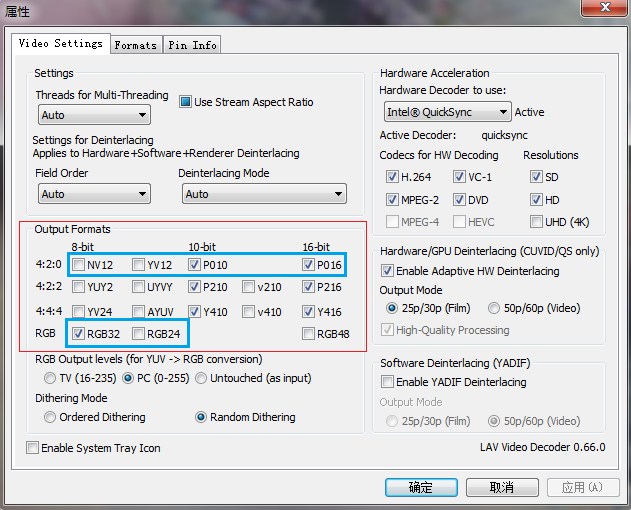 属性
Video Settings Formats Pin Info
Settings
Threads for Multi-Threading
Auto
Use Stream Aspect Ratio
Settings for Deinterlacing
Applies to Hardware+Software+Renderer Deinterlacing
Field Order Deinterlacing Mode
Auto Auto
Output Formats
8-bit 10-bit 16-bit
4:2:0 NV12 YV12 P010 P016
4:2:2 YUY2 UYVY P210 v210 P216
4:4:4 YV24 AYUV Y410 v410 Y416
RGB RGB32 RGB24 RGB48
RGB Output levels (for YUV -> RGB conversion)
TV (16-235) PC (0-255) Untouched (as input)
Dithering Mode
Ordered Dithering Random Dithering
Enable System Tray Icon
Hardware Acceleration
Hardware Decoder to use:
Intel® QuickSync Active
Active Decoder: quicksync
Codecs for HW Decoding Resolutions
H.264 VC-1 SD
MPEG-2 DVD HD
MPEG-4 HEVC UHD (4K)
Hardware/GPU Deinterlacing (CUVID/QS only)
Enable Adaptive HW Deinterlacing
Output Mode
25p/30p (Film) 50p/60p (Video)
High-Quality Processing
Software Deinterlacing (YADIF)
Enable YADIF Deinterlacing
Output Mode
25p/30p (Film) 50p/60p (Video)
LAV Video Decoder 0.66.0
确定 取消 应用(A)